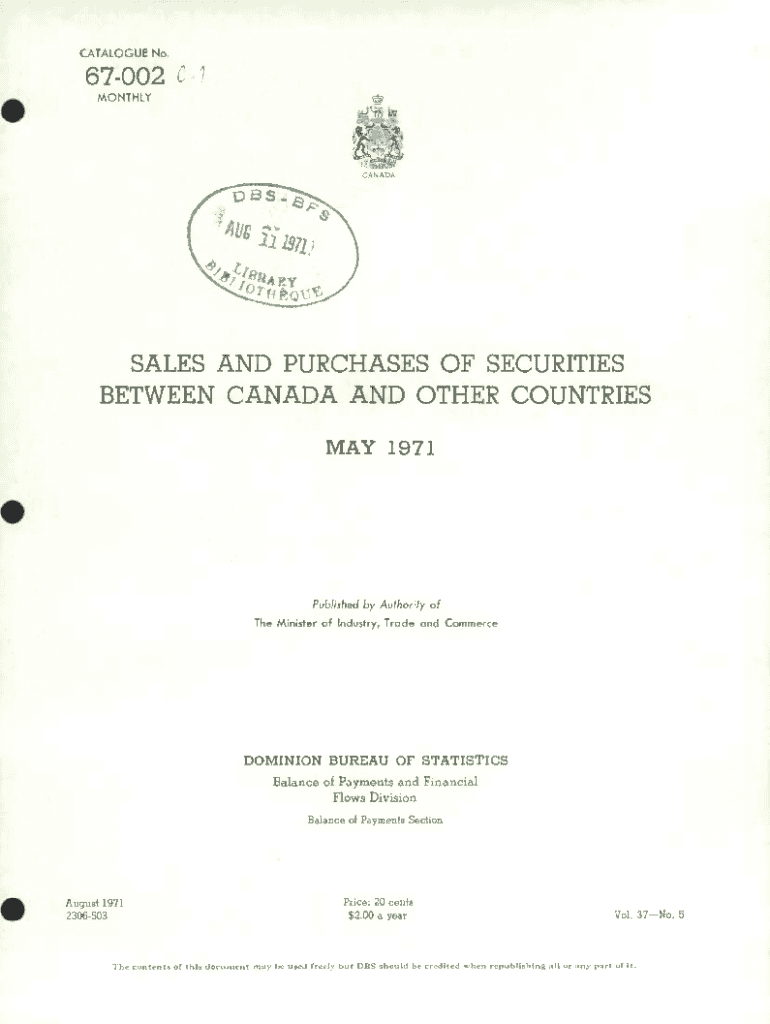 CATALOGUE No.
67-002 C-1
MONTHLY
CANADA
DBS-BFS
AUG 11 1971
LIBRARY
BIBLIOTHÈQUE
SALES AND PURCHASES OF SECURITIES
BETWEEN CANADA AND OTHER COUNTRIES
MAY 1971
Published by Authority of
The Minister of Industry, Trade and Commerce
DOMINION BUREAU OF STATISTICS
Balance of Payments and Financial
Flows Division
Balance of Payments Section
August 1971
2306-503
Price: 20 cents
$2.00 a year
Vol. 37—No. 5
The contents of this document may be used freely but DBS should be credited when republishing all or any part of it.